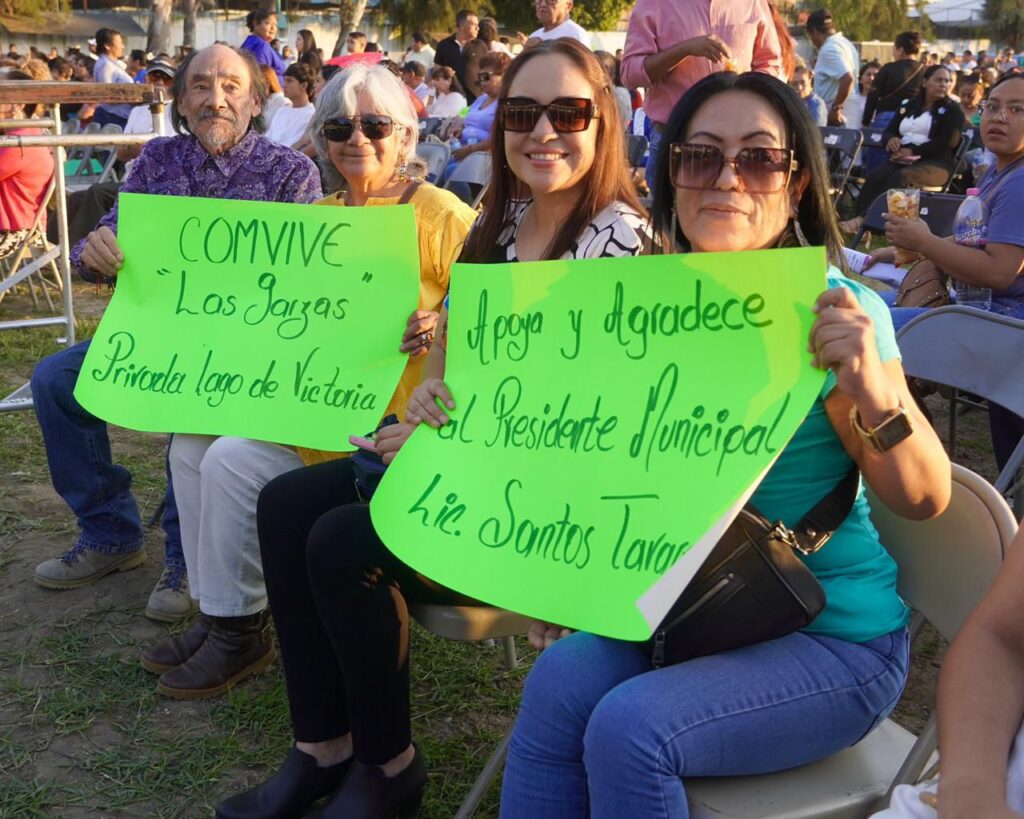 COMVIVE
"Las garzas"
Privada lago de Victoria
Apoya y Agradece
al Presidente Municipal
Lic. Santos